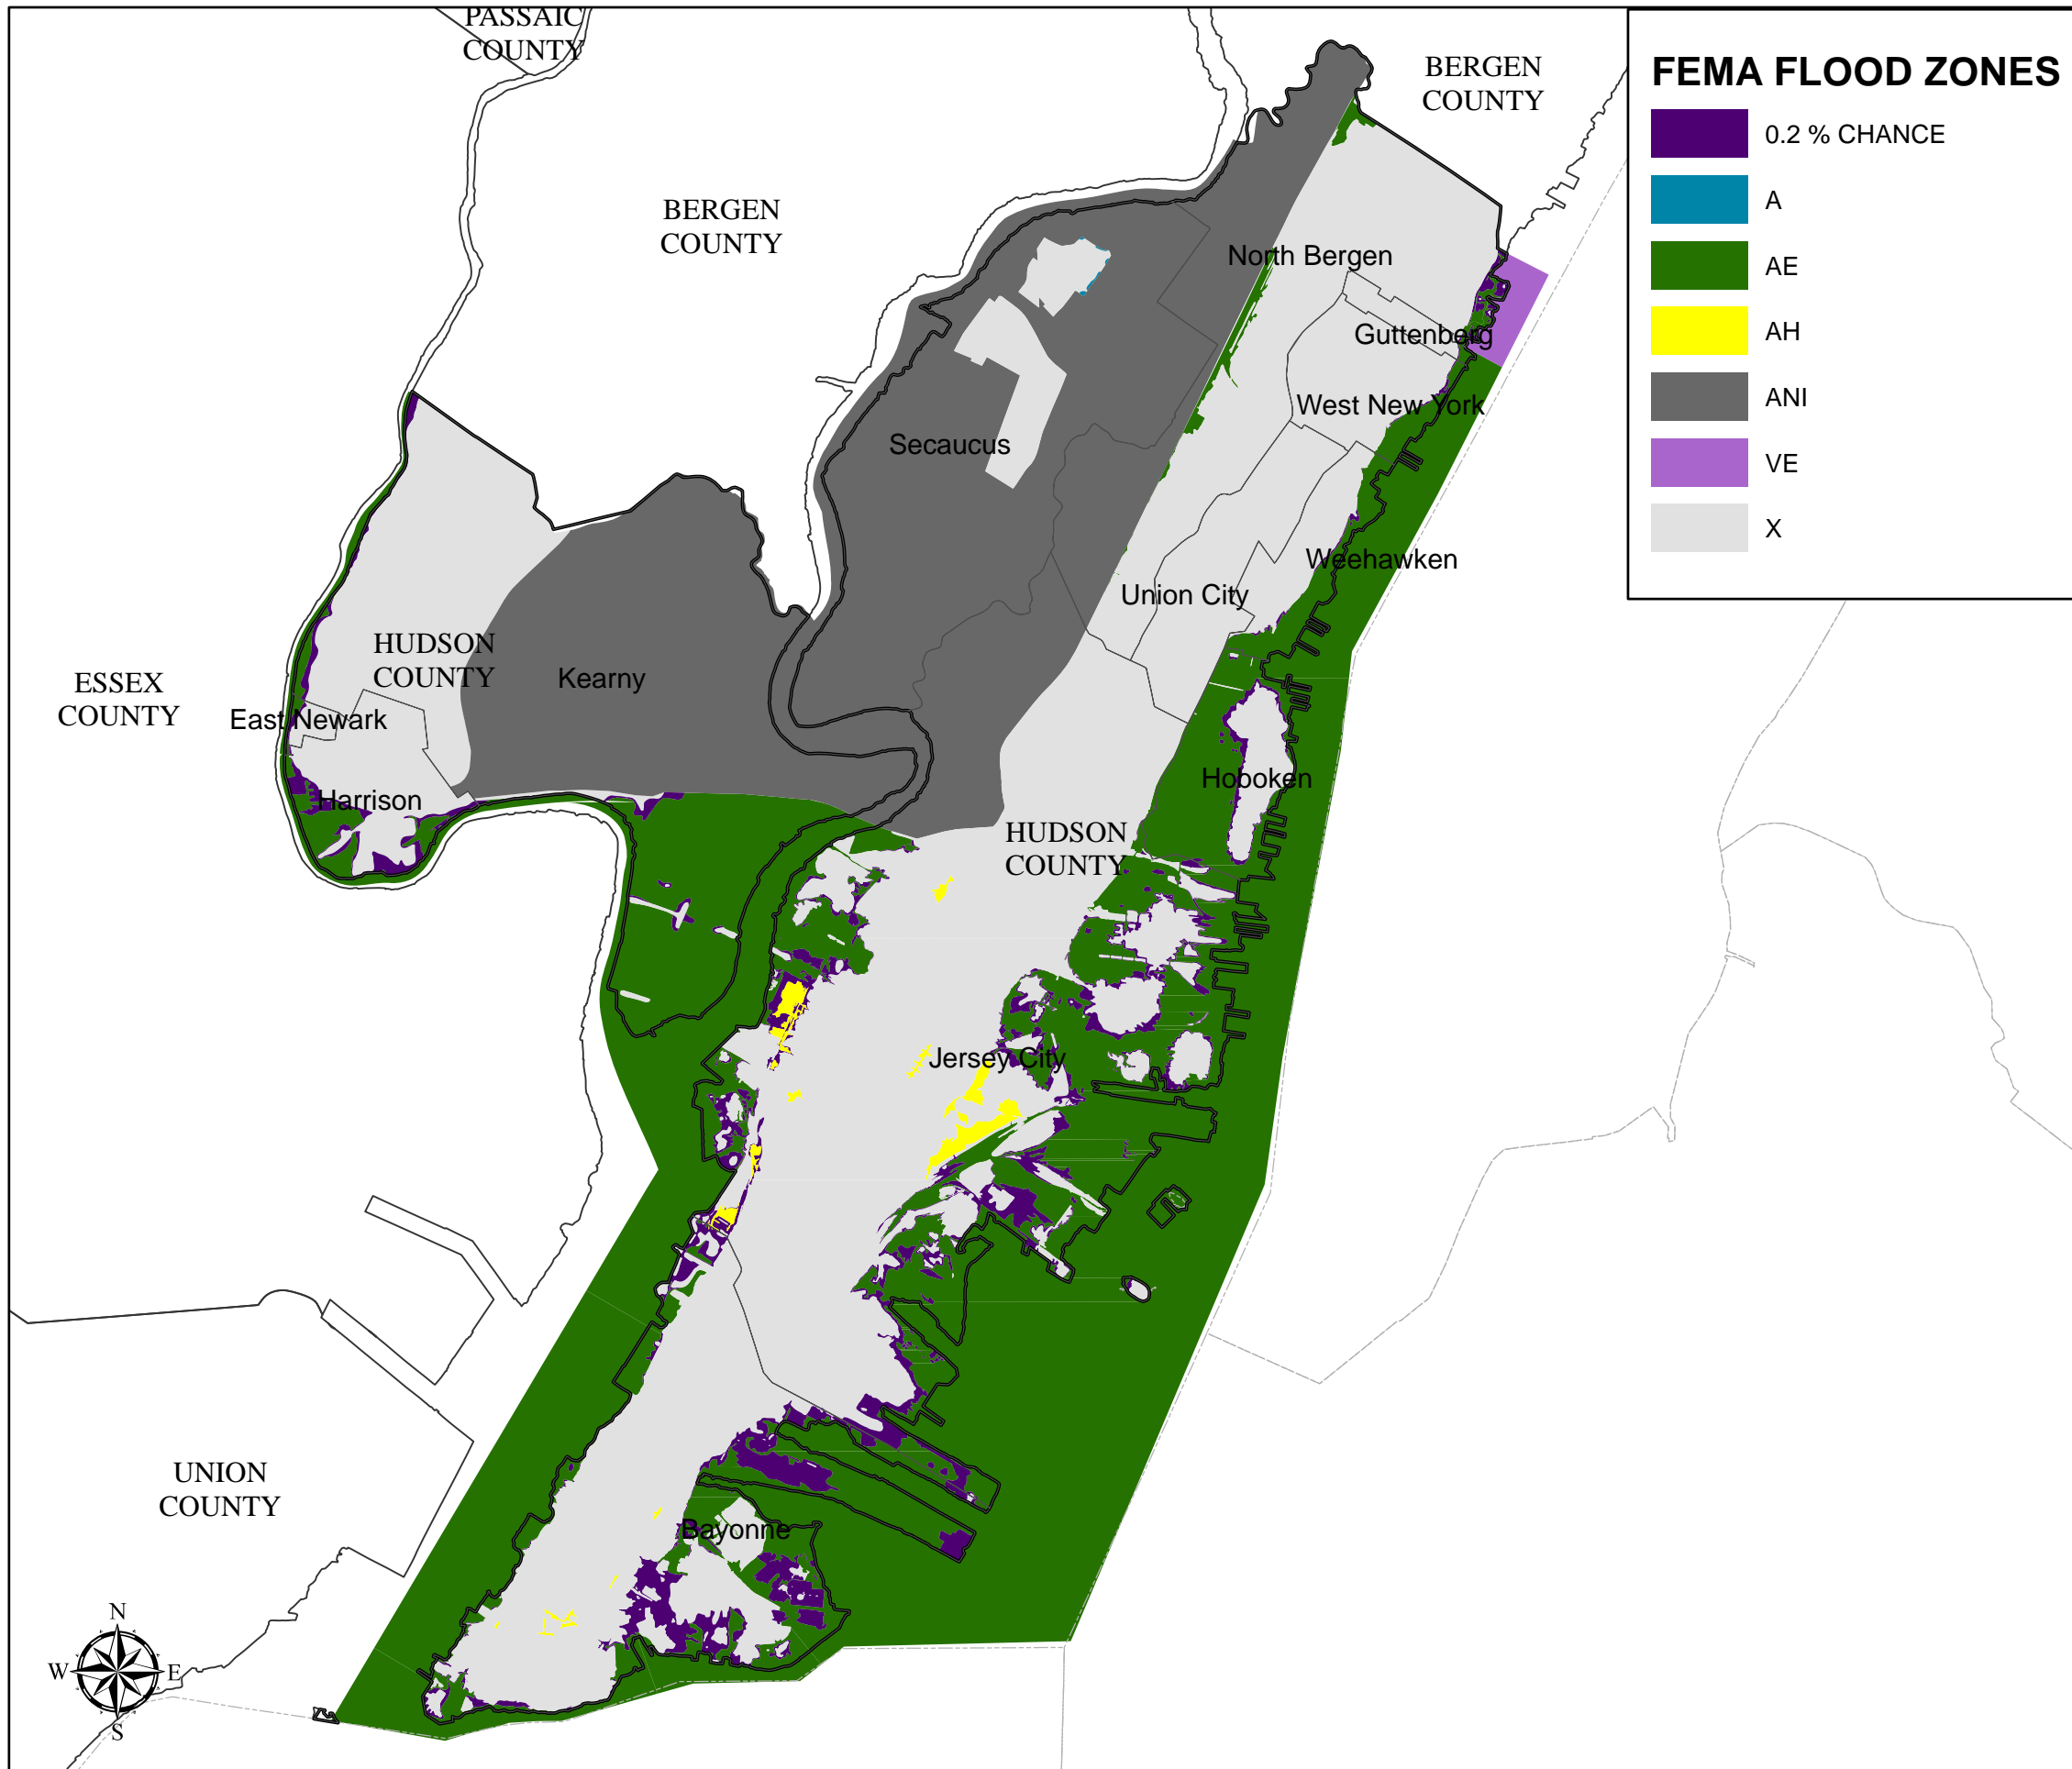 PASSAIC
COUNTY
BERGEN
COUNTY
FEMA FLOOD ZONES
0.2 % CHANCE
A
AE
AH
ANI
VE
X
BERGEN
COUNTY
North Bergen
Guttenberg
West New York
Secaucus
Weehawken
Union City
HUDSON
COUNTY
Kearny
ESSEX
COUNTY
East Newark
Hoboken
Harrison
HUDSON
COUNTY
Jersey City
UNION
COUNTY
Bayonne
N
W E
S